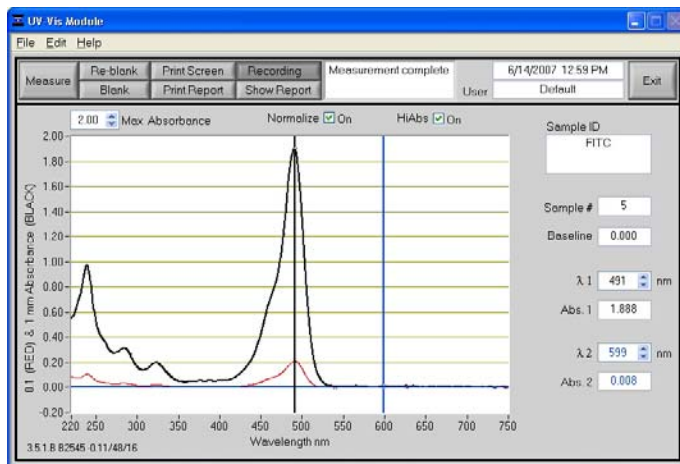 UV-Vis Module
File Edit Help
Measure Re-blank Print Screen Recording Measurement complete 6/14/2007 12:59 PM Exit
Blank Print Report Show Report User Default
2.00 Max Absorbance Normalize On HiAbs On
Sample ID
FITC
Sample # 5
Baseline 0.000
λ 1 491 nm
Abs. 1 1.888
λ 2 599 nm
Abs. 2 0.008
0.1 (RED) & 1 mm Absorbance (BLACK)
2.00
1.80
1.60
1.40
1.20
1.00
0.80
0.60
0.40
0.20
0.00
-0.20
220 250 300 350 400 450 500 550 600 650 700 750
Wavelength nm
3.5.1 B B2545 -0.11/48/16